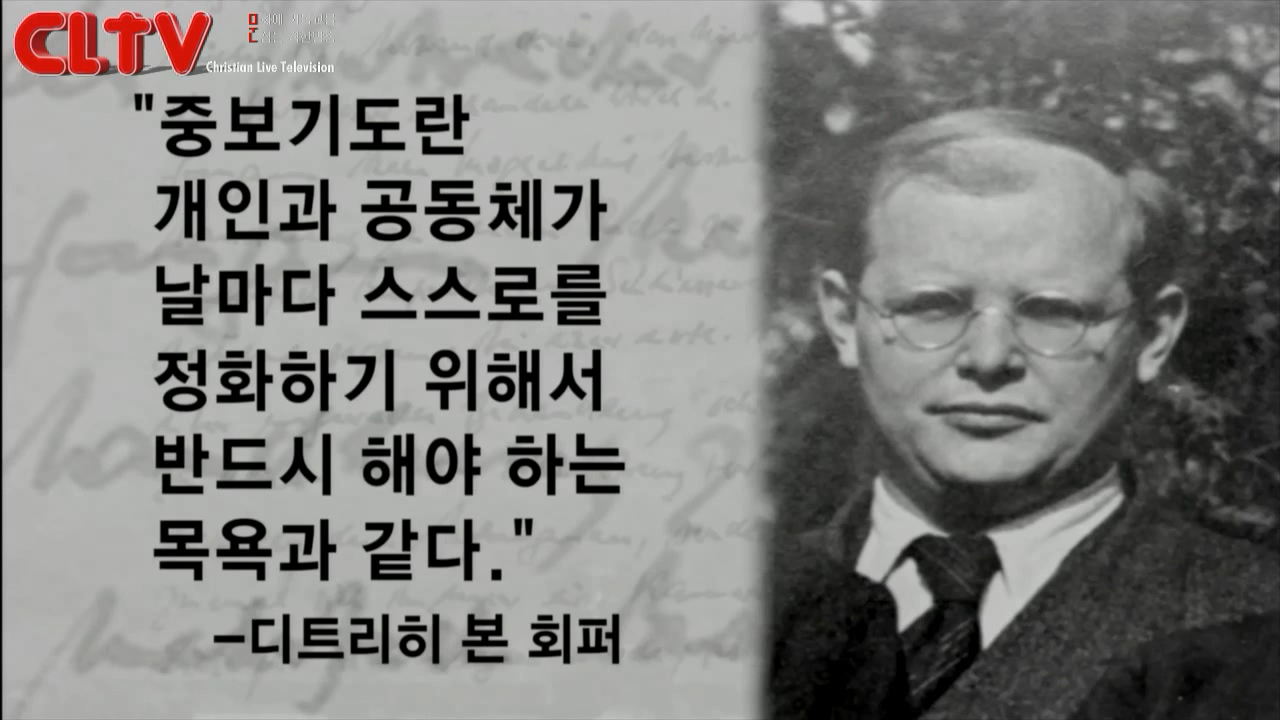 CLTV
Christian Live Television
"중보기도란
개인과 공동체가
날마다 스스로를
정화하기 위해서
반드시 해야 하는
목욕과 같다."
-디트리히 본 회퍼